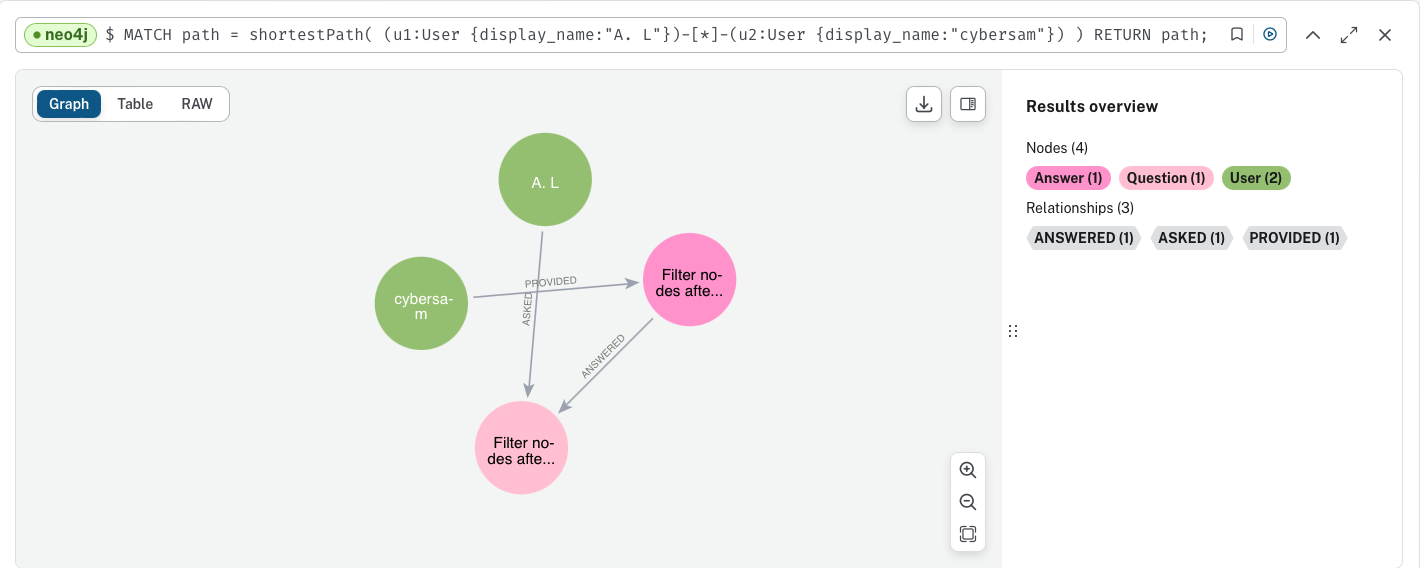 neo4j $ MATCH path = shortestPath( (u1:User {display_name:"A. L"})-[*]-(u2:User {display_name:"cybersam"}) ) RETURN path;
Graph Table RAW
Results overview
Nodes (4)
Answer (1) Question (1) User (2)
Relationships (3)
ANSWERED (1) ASKED (1) PROVIDED (1)
A. L
Filter no-
des afte...
PROVIDED
cybersa-
m
ASKED
ANSWERED
Filter no-
des afte...